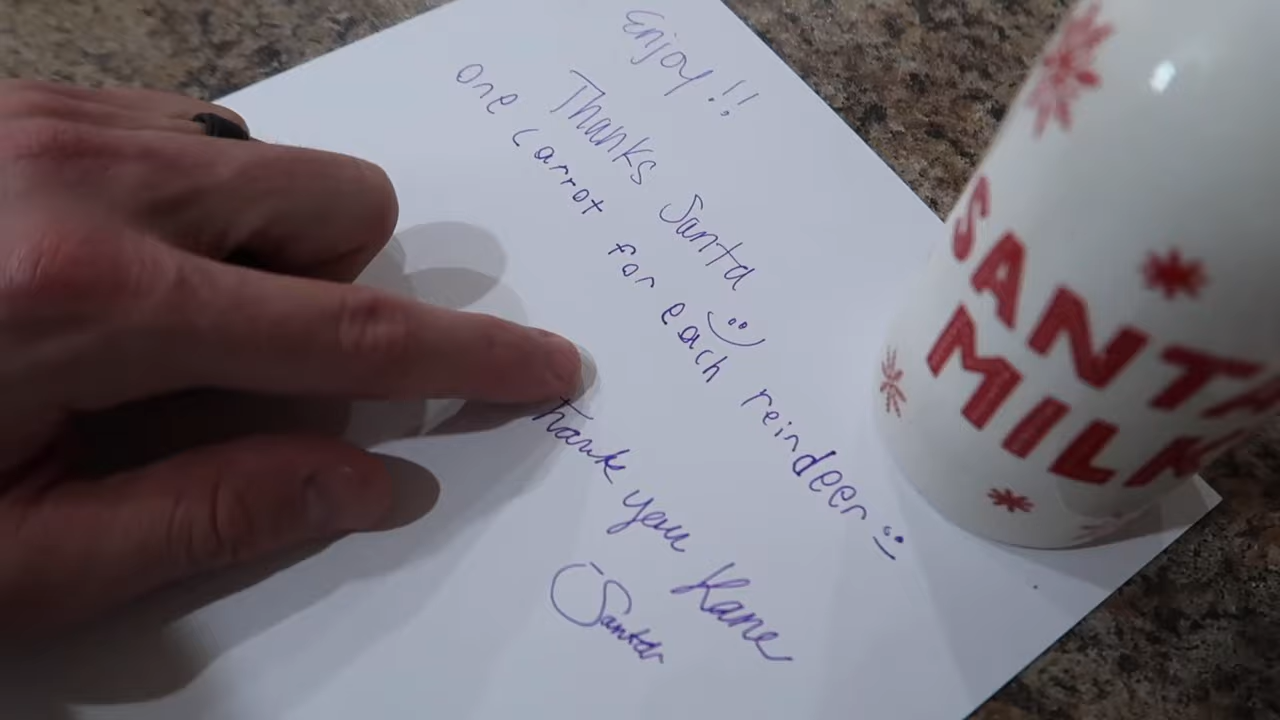 Enjoy!!
Thanks Santa :)
one carrot for each reindeer :)
Thank you Kane
-Santa
SANTA
MILK